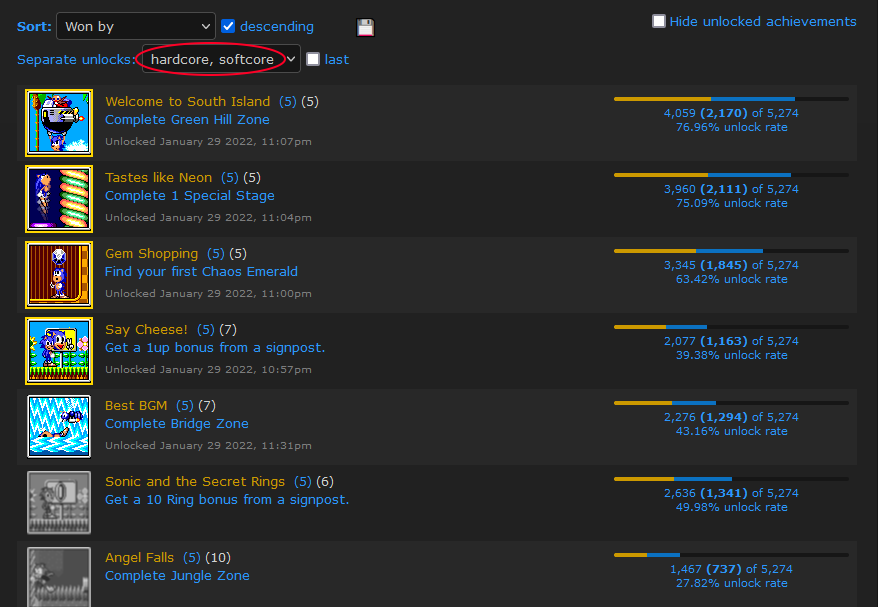 Sort: Won by descending Hide unlocked achievements
Separate unlocks: hardcore, softcore last
Welcome to South Island (5) (5)
Complete Green Hill Zone
Unlocked January 29 2022, 11:07pm
4,059 (2,170) of 5,274
76.96% unlock rate
Tastes like Neon (5) (5)
Complete 1 Special Stage
Unlocked January 29 2022, 11:04pm
3,960 (2,111) of 5,274
75.09% unlock rate
Gem Shopping (5) (5)
Find your first Chaos Emerald
Unlocked January 29 2022, 11:00pm
3,345 (1,845) of 5,274
63.42% unlock rate
Say Cheese! (5) (7)
Get a 1up bonus from a signpost.
Unlocked January 29 2022, 10:57pm
2,077 (1,163) of 5,274
39.38% unlock rate
Best BGM (5) (7)
Complete Bridge Zone
Unlocked January 29 2022, 11:31pm
2,276 (1,294) of 5,274
43.16% unlock rate
Sonic and the Secret Rings (5) (6)
Get a 10 Ring bonus from a signpost.
2,636 (1,341) of 5,274
49.98% unlock rate
Angel Falls (5) (10)
Complete Jungle Zone
1,467 (737) of 5,274
27.82% unlock rate